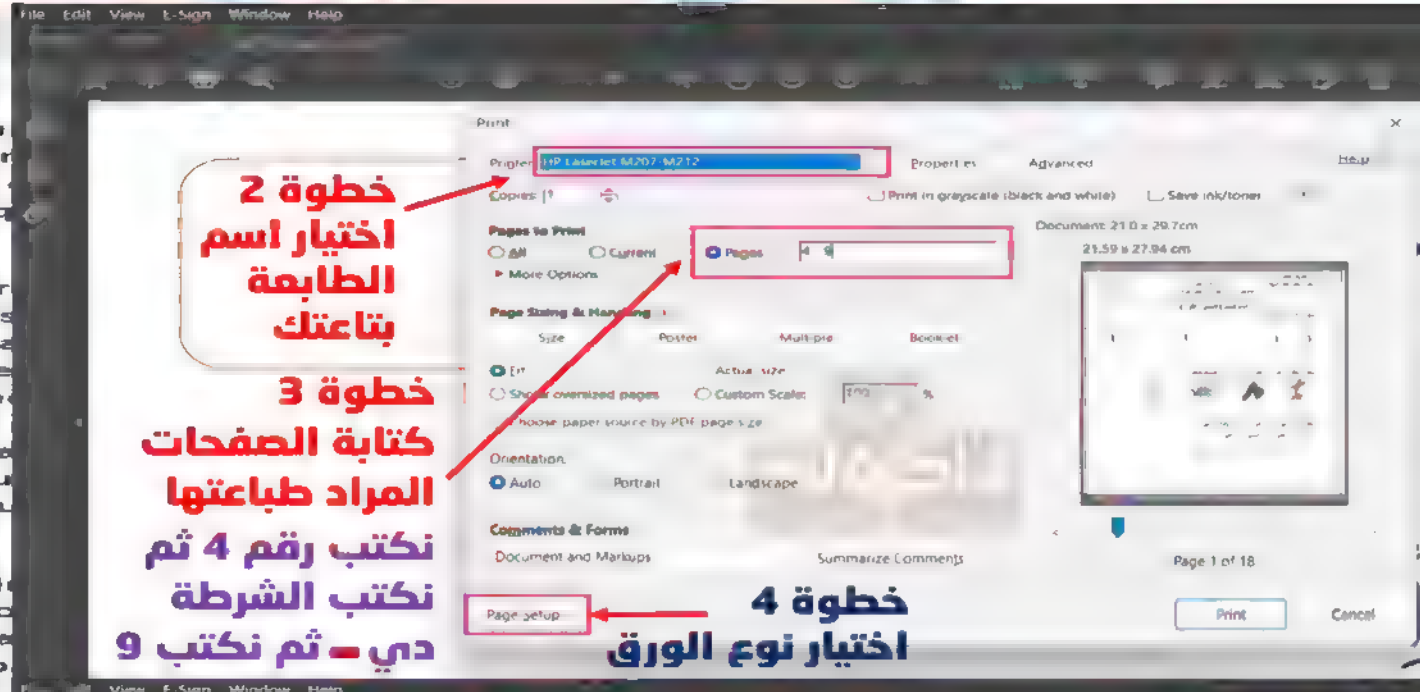 File Edit View E-Sign Window Help
Print
Printer: HP LaserJet M207-M212 Properties Advanced Help
Copies: 1 Print in grayscale (black and white) Save ink/toner
Pages to Print
All Current Pages 4 9
More Options
Document: 21.0 x 29.7cm
21.59 x 27.94 cm
Page Sizing & Handling
Size Poster Multiple Booklet
Fit Actual size
Shrink oversized pages Custom Scale: 100 %
Choose paper source by PDF page size
Orientation:
Auto Portrait Landscape
Comments & Forms
Document and Markups Summarize Comments
Page 1 of 18
Page Setup
Print Cancel
خطوة 2
اختيار اسم
الطابعة
بتاعتك
خطوة 3
كتابة الصفحات
المراد طباعتها
نكتب رقم 4 ثم
نكتب الشرطة
دي – ثم نكتب 9
خطوة 4
اختيار نوع الورق
View E-Sign Window Help